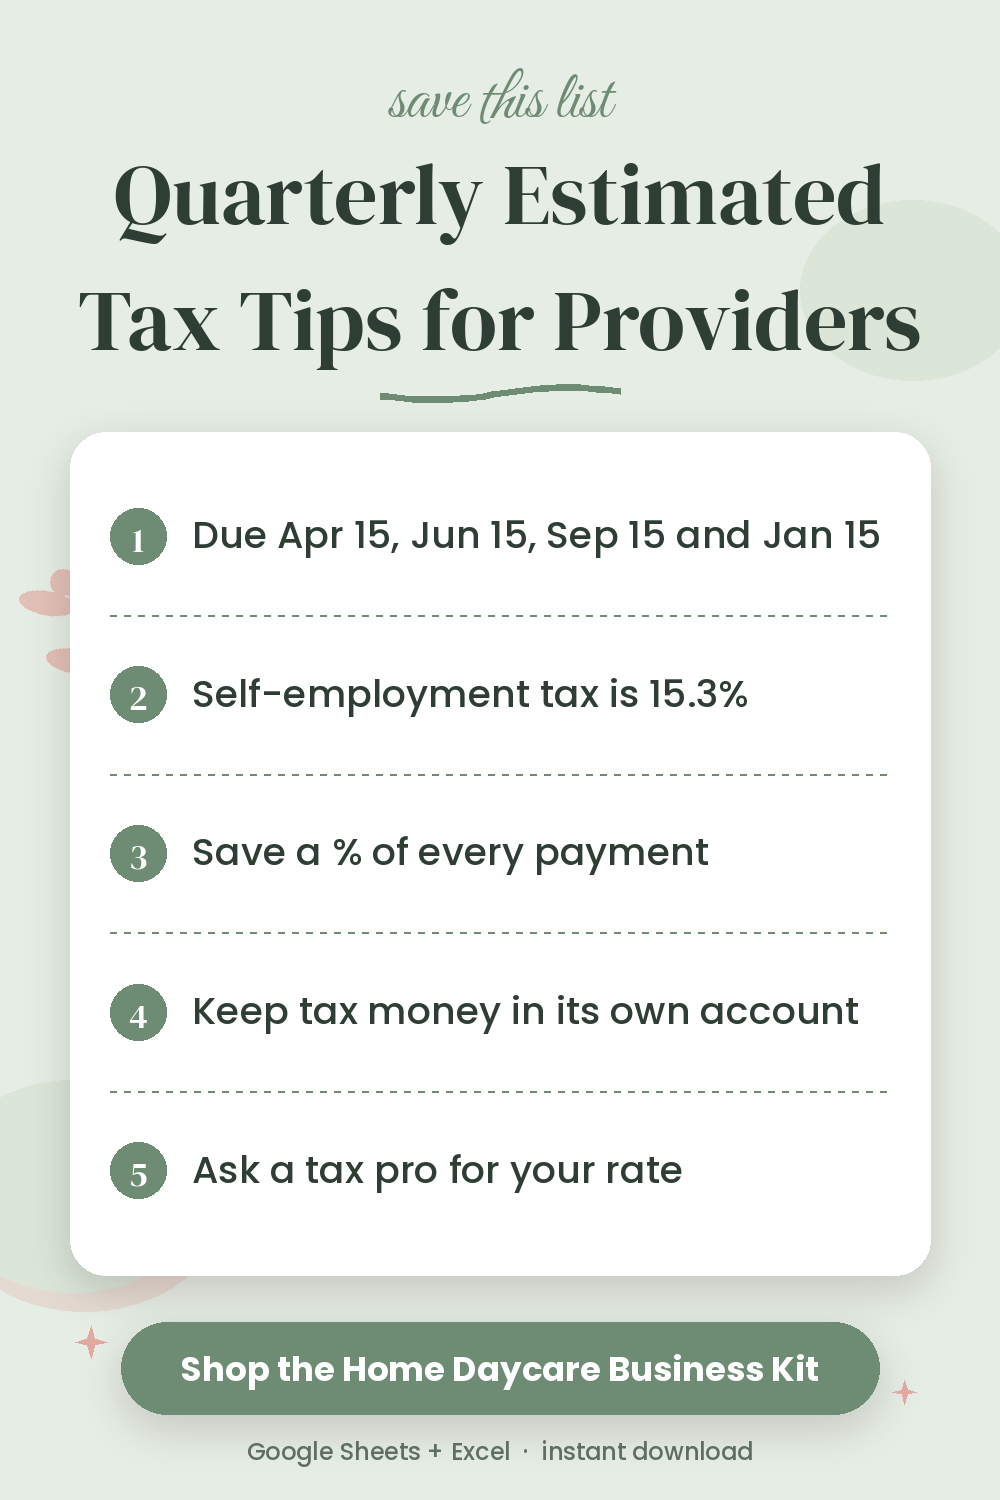 save this list
Quarterly Estimated
Tax Tips for Providers
1 Due Apr 15, Jun 15, Sep 15 and Jan 15
2 Self-employment tax is 15.3%
3 Save a % of every payment
4 Keep tax money in its own account
5 Ask a tax pro for your rate
Shop the Home Daycare Business Kit
Google Sheets + Excel · instant download